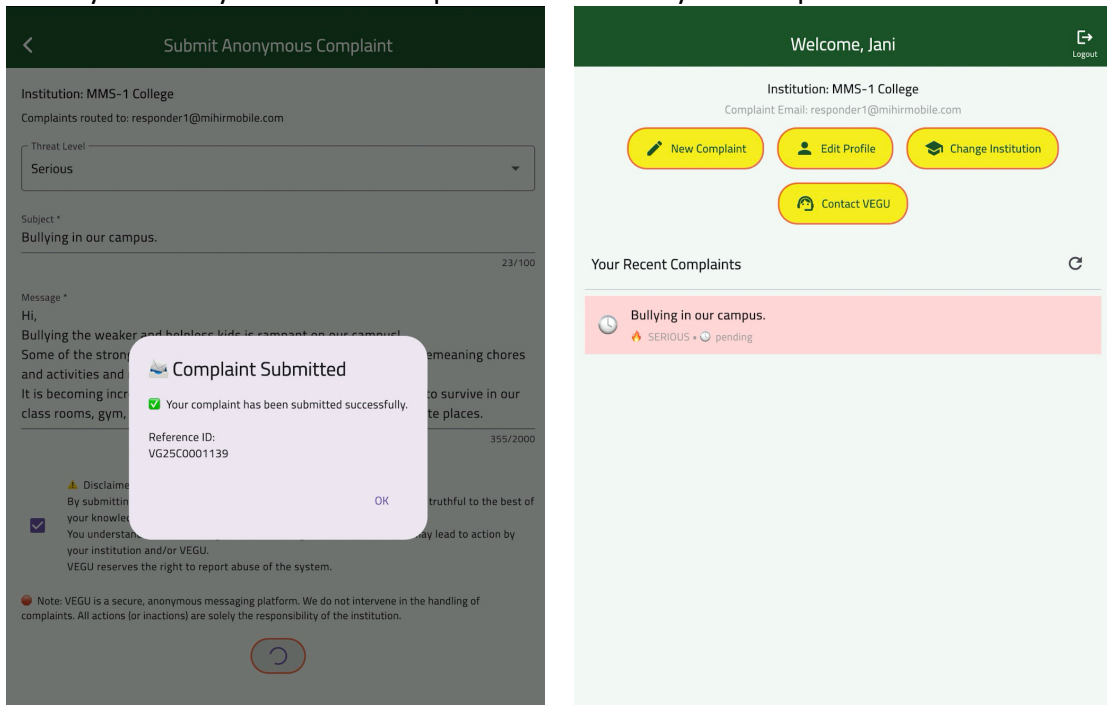 Submit Anonymous Complaint
Institution: MMS-1 College
Complaints routed to: responder1@mihirmobile.com
Threat Level
Serious
Subject *
Bullying in our campus.
23/100
Message *
Hi,
Bullying the weaker and helpless kids is rampant on our campus!
Some of the stron emeaning chores
and activities and
It is becoming incr to survive in our
class rooms, gym, te places.
355/2000
Complaint Submitted
✅ Your complaint has been submitted successfully.
Reference ID:
VG25C0001139
OK
⚠️ Disclaime
By submittin truthful to the best of
your knowled
You understan ay lead to action by
your institution and/or VEGU.
VEGU reserves the right to report abuse of the system.
🔴 Note: VEGU is a secure, anonymous messaging platform. We do not intervene in the handling of
complaints. All actions (or inactions) are solely the responsibility of the institution.
Welcome, Jani
Logout
Institution: MMS-1 College
Complaint Email: responder1@mihirmobile.com
New Complaint
Edit Profile
Change Institution
Contact VEGU
Your Recent Complaints
Bullying in our campus.
🔥 SERIOUS • 🕓 pending